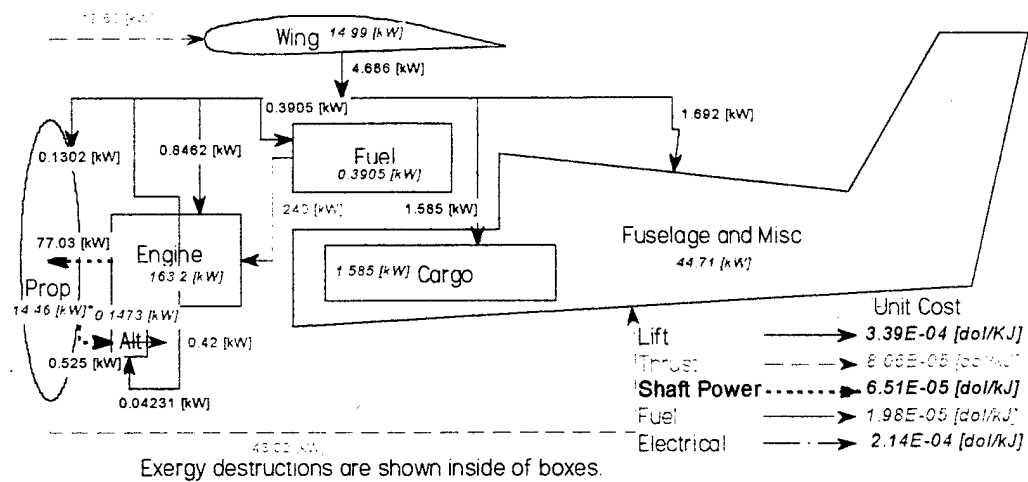 Wing 14.99 [kW]
4.686 [kW]
0.3905 [kW]
1.692 [kW]
0.1302 [kW]
0.8462 [kW]
Fuel
0.3905 [kW]
240 [kW]
1.585 [kW]
77.03 [kW]
Engine
163.2 [kW]
Fuselage and Misc
44.71 [kW]
1.585 [kW] Cargo
Prop
14.46 [kW]
0.1473 [kW]
Alt
0.42 [kW]
0.525 [kW]
0.04231 [kW]
Unit Cost
Lift 3.39E-04 [dol/KJ]
Thrust [dol/kJ]
Shaft Power 6.51E-05 [dol/kJ]
Fuel 1.98E-05 [dol/kJ]
Electrical 2.14E-04 [dol/kJ]
[kW]
Exergy destructions are shown inside of boxes.